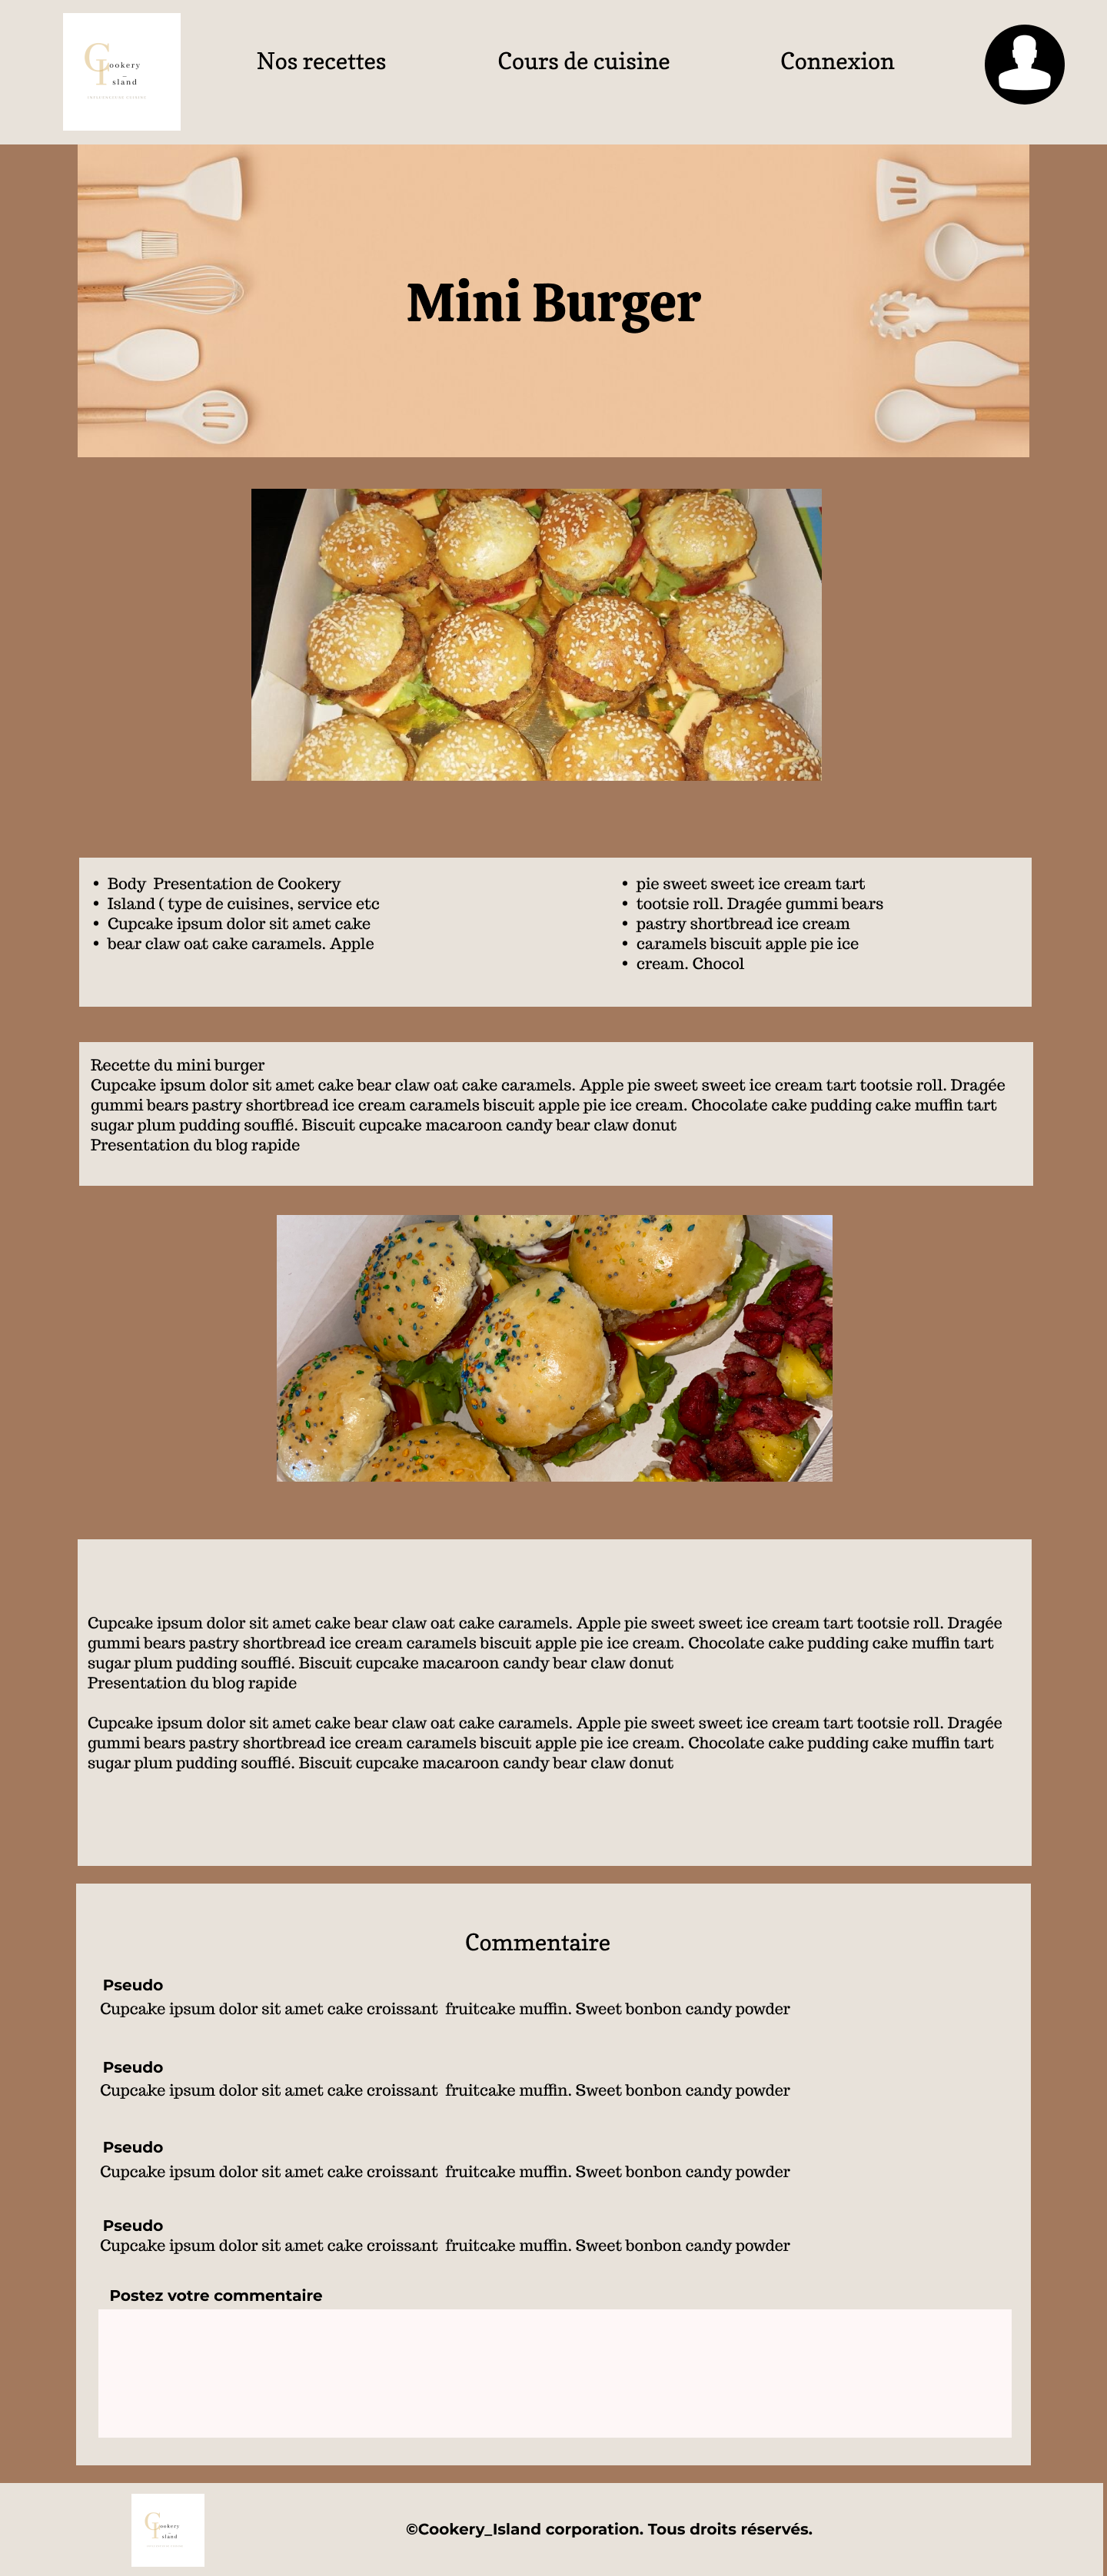 Cookery
Island
Nos recettes
Cours de cuisine
Connexion
Mini Burger
• Body  Presentation de Cookery
• Island ( type de cuisines, service etc
• Cupcake ipsum dolor sit amet cake
• bear claw oat cake caramels. Apple
• pie sweet sweet ice cream tart
• tootsie roll. Dragée gummi bears
• pastry shortbread ice cream
• caramels biscuit apple pie ice
• cream. Chocol
Recette du mini burger
Cupcake ipsum dolor sit amet cake bear claw oat cake caramels. Apple pie sweet sweet ice cream tart tootsie roll. Dragée
gummi bears pastry shortbread ice cream caramels biscuit apple pie ice cream. Chocolate cake pudding cake muffin tart
sugar plum pudding soufflé. Biscuit cupcake macaroon candy bear claw donut
Presentation du blog rapide
Cupcake ipsum dolor sit amet cake bear claw oat cake caramels. Apple pie sweet sweet ice cream tart tootsie roll. Dragée
gummi bears pastry shortbread ice cream caramels biscuit apple pie ice cream. Chocolate cake pudding cake muffin tart
sugar plum pudding soufflé. Biscuit cupcake macaroon candy bear claw donut
Presentation du blog rapide
Cupcake ipsum dolor sit amet cake bear claw oat cake caramels. Apple pie sweet sweet ice cream tart tootsie roll. Dragée
gummi bears pastry shortbread ice cream caramels biscuit apple pie ice cream. Chocolate cake pudding cake muffin tart
sugar plum pudding soufflé. Biscuit cupcake macaroon candy bear claw donut
Commentaire
Pseudo
Cupcake ipsum dolor sit amet cake croissant  fruitcake muffin. Sweet bonbon candy powder
Pseudo
Cupcake ipsum dolor sit amet cake croissant  fruitcake muffin. Sweet bonbon candy powder
Pseudo
Cupcake ipsum dolor sit amet cake croissant  fruitcake muffin. Sweet bonbon candy powder
Pseudo
Cupcake ipsum dolor sit amet cake croissant  fruitcake muffin. Sweet bonbon candy powder
Postez votre commentaire
Cookery
Island
©Cookery_Island corporation. Tous droits réservés.